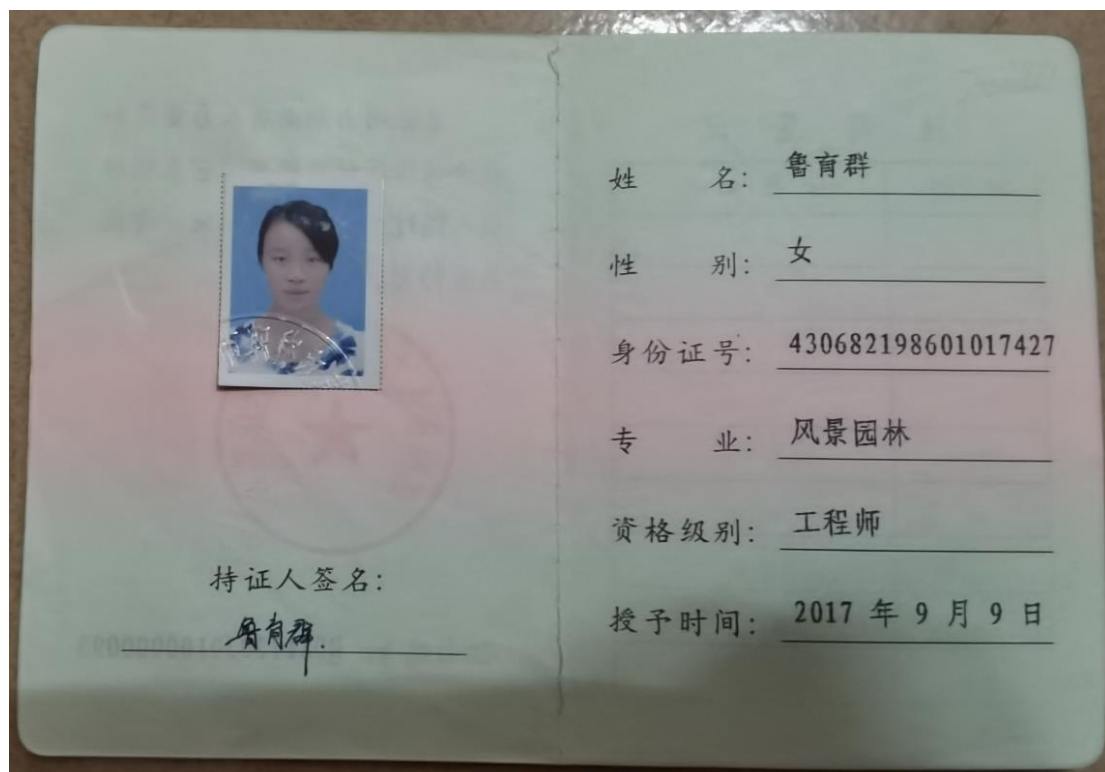 持证人签名：
鲁育群.
姓 名： 鲁育群
性 别： 女
身份证号： 430682198601017427
专 业： 风景园林
资格级别： 工程师
授予时间： 2017 年 9 月 9 日